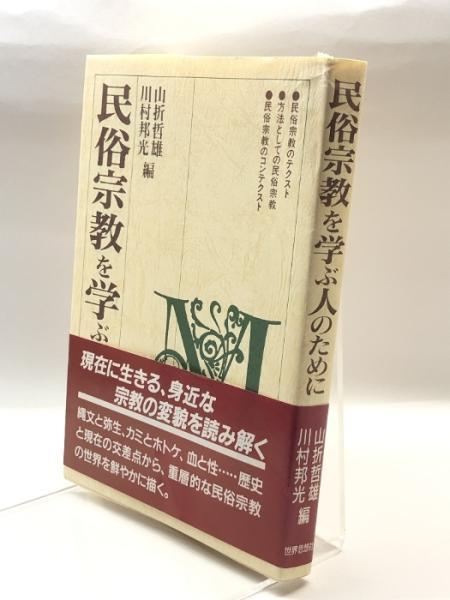 ●民俗宗教のテクスト
●方法としての民俗宗教
●民俗宗教のコンテクスト
山折哲雄
川村邦光 編
民俗宗教を学ぶ
M
現在に生きる、身近な
宗教の変貌を読み解く
縄文と弥生、カミとホトケ、血と性……歴史
と現在の交差点から、重層的な民俗宗教
の世界を鮮やかに描く。
民俗宗教を学ぶ人のために
山折哲雄
川村邦光 編
世界思想社